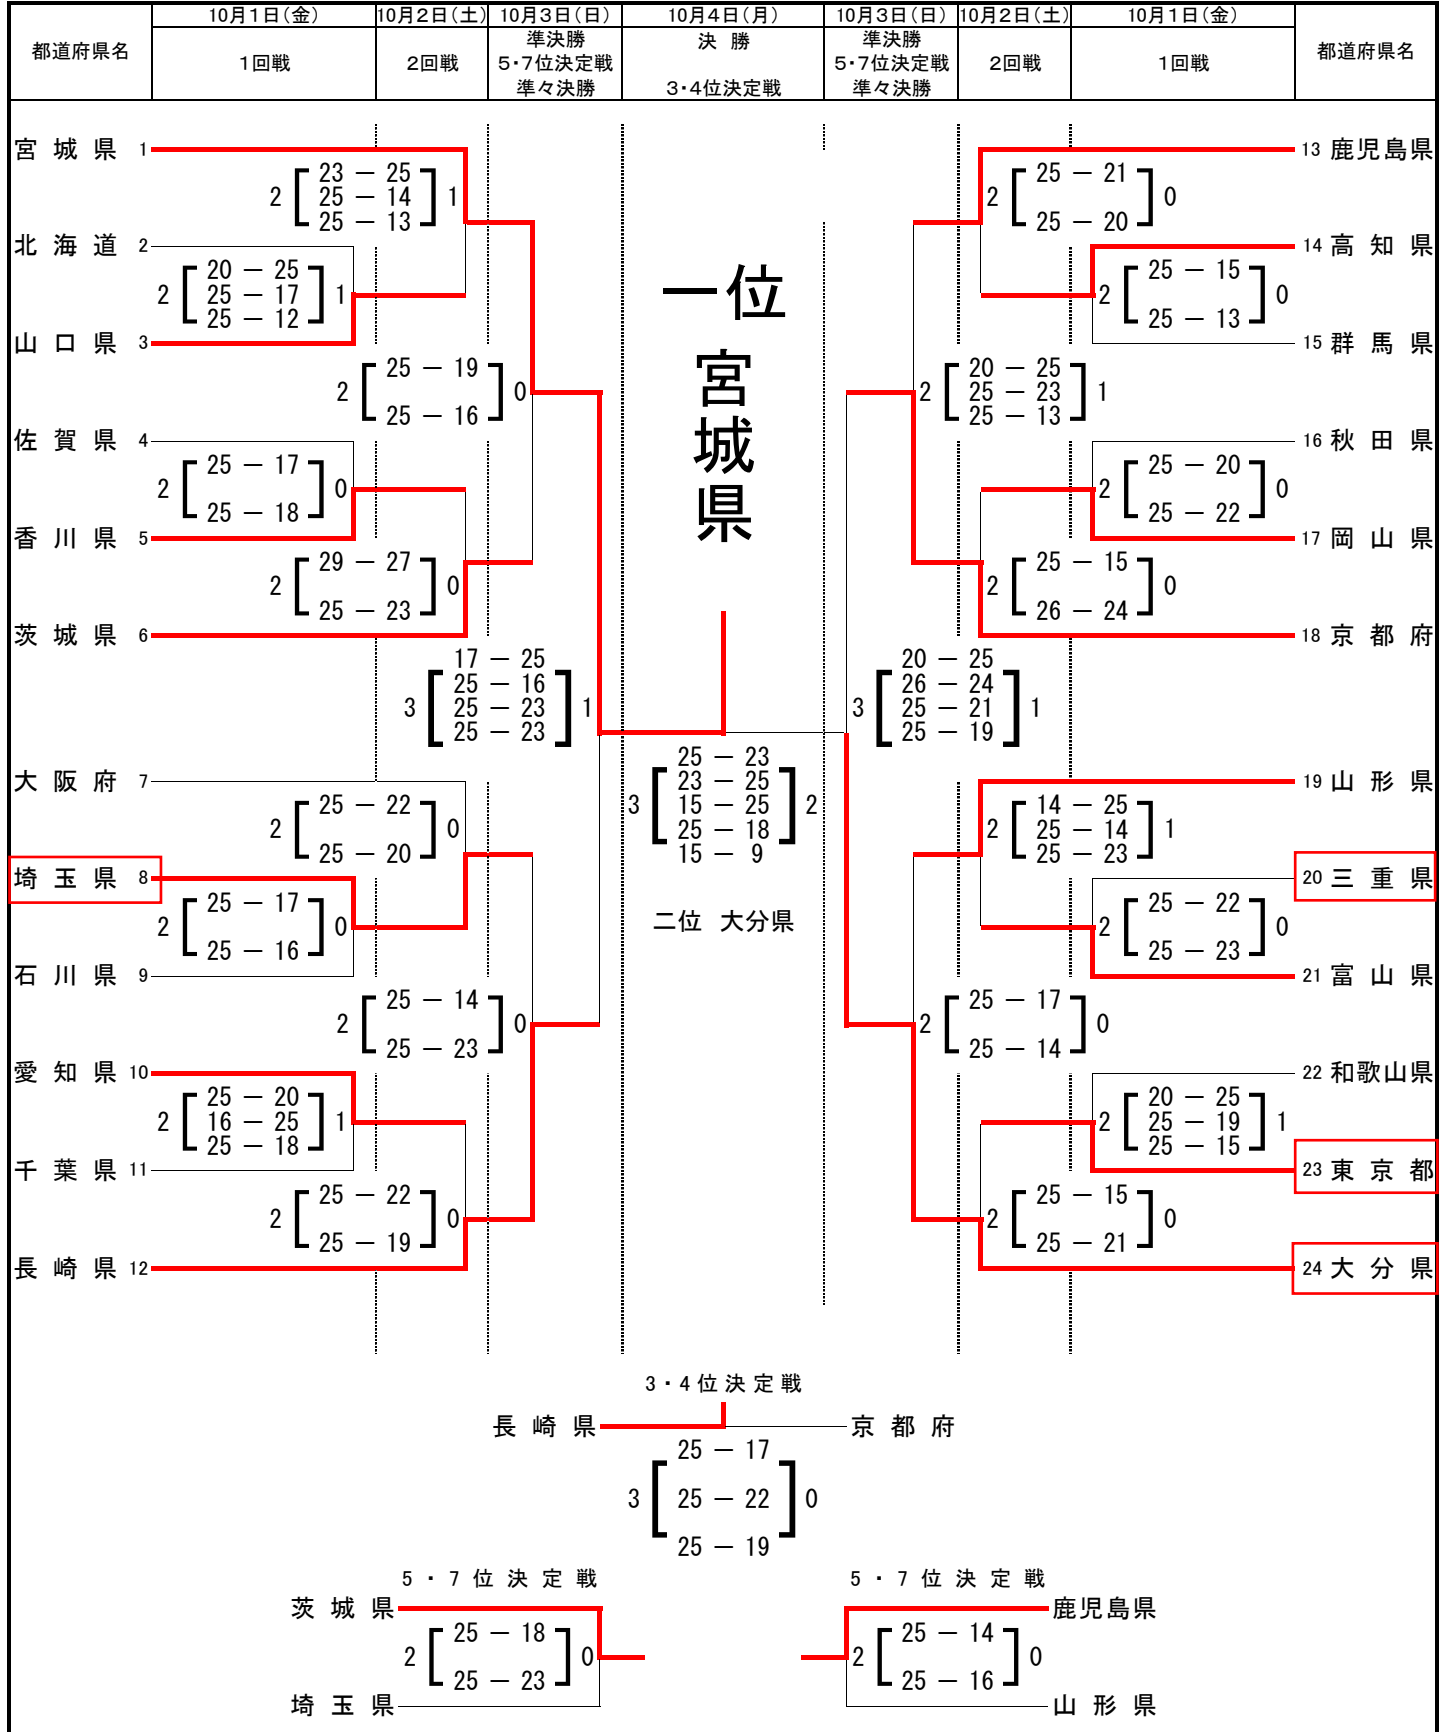 都道府県名 10月1日(金) 10月2日(土) 10月3日(日) 10月4日(月) 10月3日(日) 10月2日(土) 10月1日(金) 都道府県名
1回戦 2回戦 準決勝 5・7位決定戦 準々決勝 決 勝 3・4位決定戦 準決勝 5・7位決定戦 準々決勝 2回戦 1回戦
宮 城 県 1
2 [ 23 - 25 25 - 14 25 - 13 ] 1
北 海 道 2
2 [ 20 - 25 25 - 17 25 - 12 ] 1
山 口 県 3
2 [ 25 - 19 25 - 16 ] 0
佐 賀 県 4
2 [ 25 - 17 25 - 18 ] 0
香 川 県 5
2 [ 29 - 27 25 - 23 ] 0
茨 城 県 6
3 [ 17 - 25 25 - 16 25 - 23 25 - 23 ] 1
大 阪 府 7
2 [ 25 - 22 25 - 20 ] 0
埼 玉 県 8
2 [ 25 - 17 25 - 16 ] 0
石 川 県 9
2 [ 25 - 14 25 - 23 ] 0
愛 知 県 10
2 [ 25 - 20 16 - 25 25 - 18 ] 1
千 葉 県 11
2 [ 25 - 22 25 - 19 ] 0
長 崎 県 12
一位
宮城県
3 [ 25 - 23 23 - 25 15 - 25 25 - 18 15 - 9 ] 2
二位 大分県
13 鹿児島県
2 [ 25 - 21 25 - 20 ] 0
14 高 知 県
2 [ 25 - 15 25 - 13 ] 0
15 群 馬 県
2 [ 20 - 25 25 - 23 25 - 13 ] 1
16 秋 田 県
2 [ 25 - 20 25 - 22 ] 0
17 岡 山 県
2 [ 25 - 15 26 - 24 ] 0
18 京 都 府
3 [ 20 - 25 26 - 24 25 - 21 25 - 19 ] 1
19 山 形 県
2 [ 14 - 25 25 - 14 25 - 23 ] 1
20 三 重 県
2 [ 25 - 22 25 - 23 ] 0
21 富 山 県
2 [ 25 - 17 25 - 14 ] 0
22 和歌山県
2 [ 20 - 25 25 - 19 25 - 15 ] 1
23 東 京 都
2 [ 25 - 15 25 - 21 ] 0
24 大 分 県
3・4位決定戦
長 崎 県 京 都 府
3 [ 25 - 17 25 - 22 25 - 19 ] 0
5・7位決定戦
茨 城 県
2 [ 25 - 18 25 - 23 ] 0
埼 玉 県
5・7位決定戦
鹿児島県
2 [ 25 - 14 25 - 16 ] 0
山 形 県